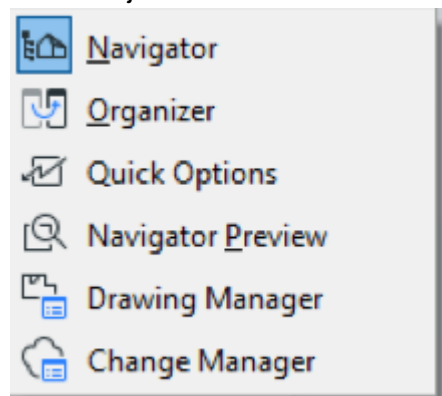 Navigator
Organizer
Quick Options
Navigator Preview
Drawing Manager
Change Manager